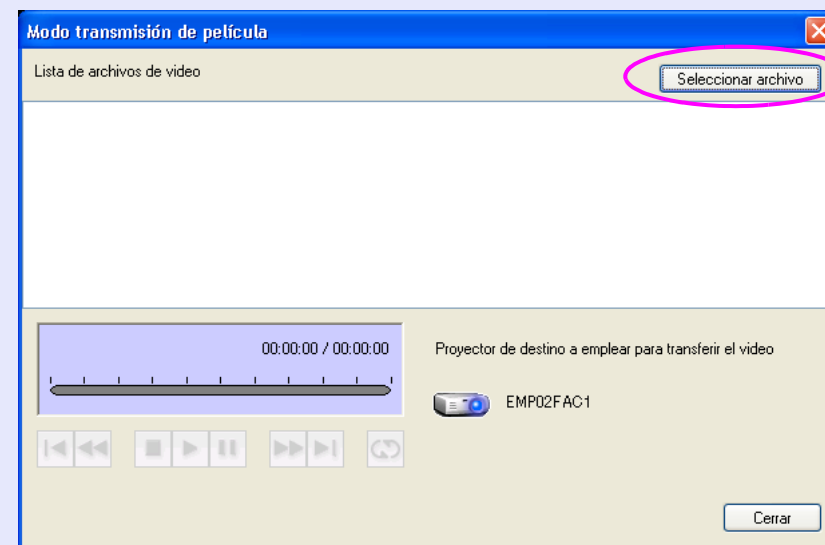 Modo transmisión de película
Lista de archivos de video
Seleccionar archivo
00:00:00 / 00:00:00
Proyector de destino a emplear para transferir el video
EMP02FAC1
Cerrar